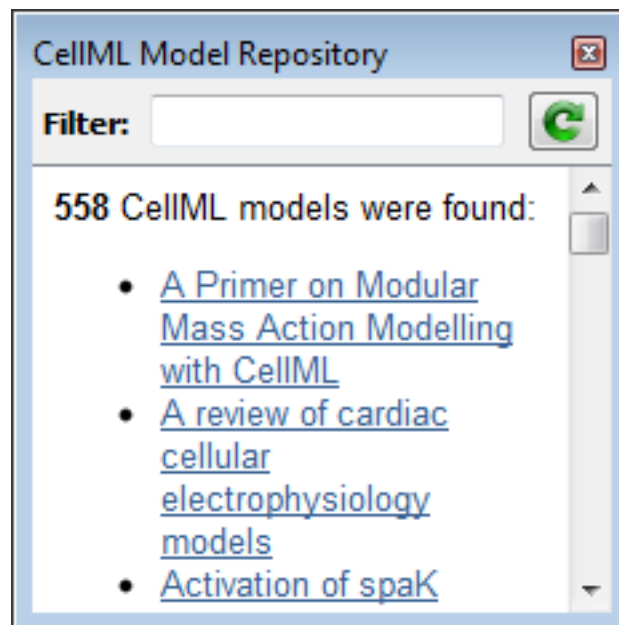 CellML Model Repository
Filter:
558 CellML models were found:
A Primer on Modular
Mass Action Modelling
with CellML
A review of cardiac
cellular
electrophysiology
models
Activation of spaK